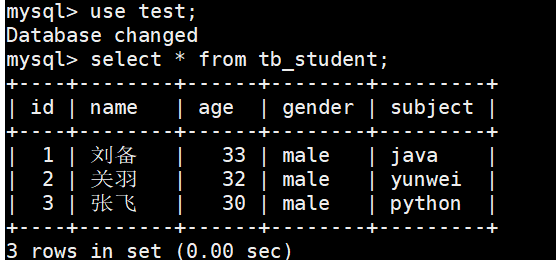 mysql> use test;
Database changed
mysql> select * from tb_student;
+----+--------+------+--------+---------+
| id | name   | age  | gender | subject |
+----+--------+------+--------+---------+
|  1 | 刘备   |   33 | male   | java    |
|  2 | 关羽   |   32 | male   | yunwei  |
|  3 | 张飞   |   30 | male   | python  |
+----+--------+------+--------+---------+
3 rows in set (0.00 sec)